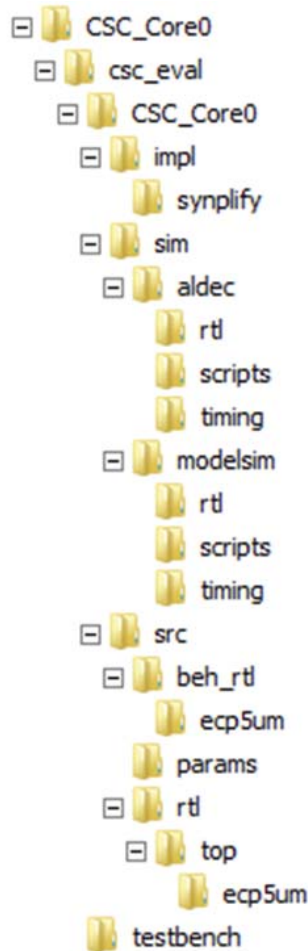 CSC_Core0
csc_eval
CSC_Core0
impl
synplify
sim
aldec
rtl
scripts
timing
modelsim
rtl
scripts
timing
src
beh_rtl
ecp5um
params
rtl
top
ecp5um
testbench